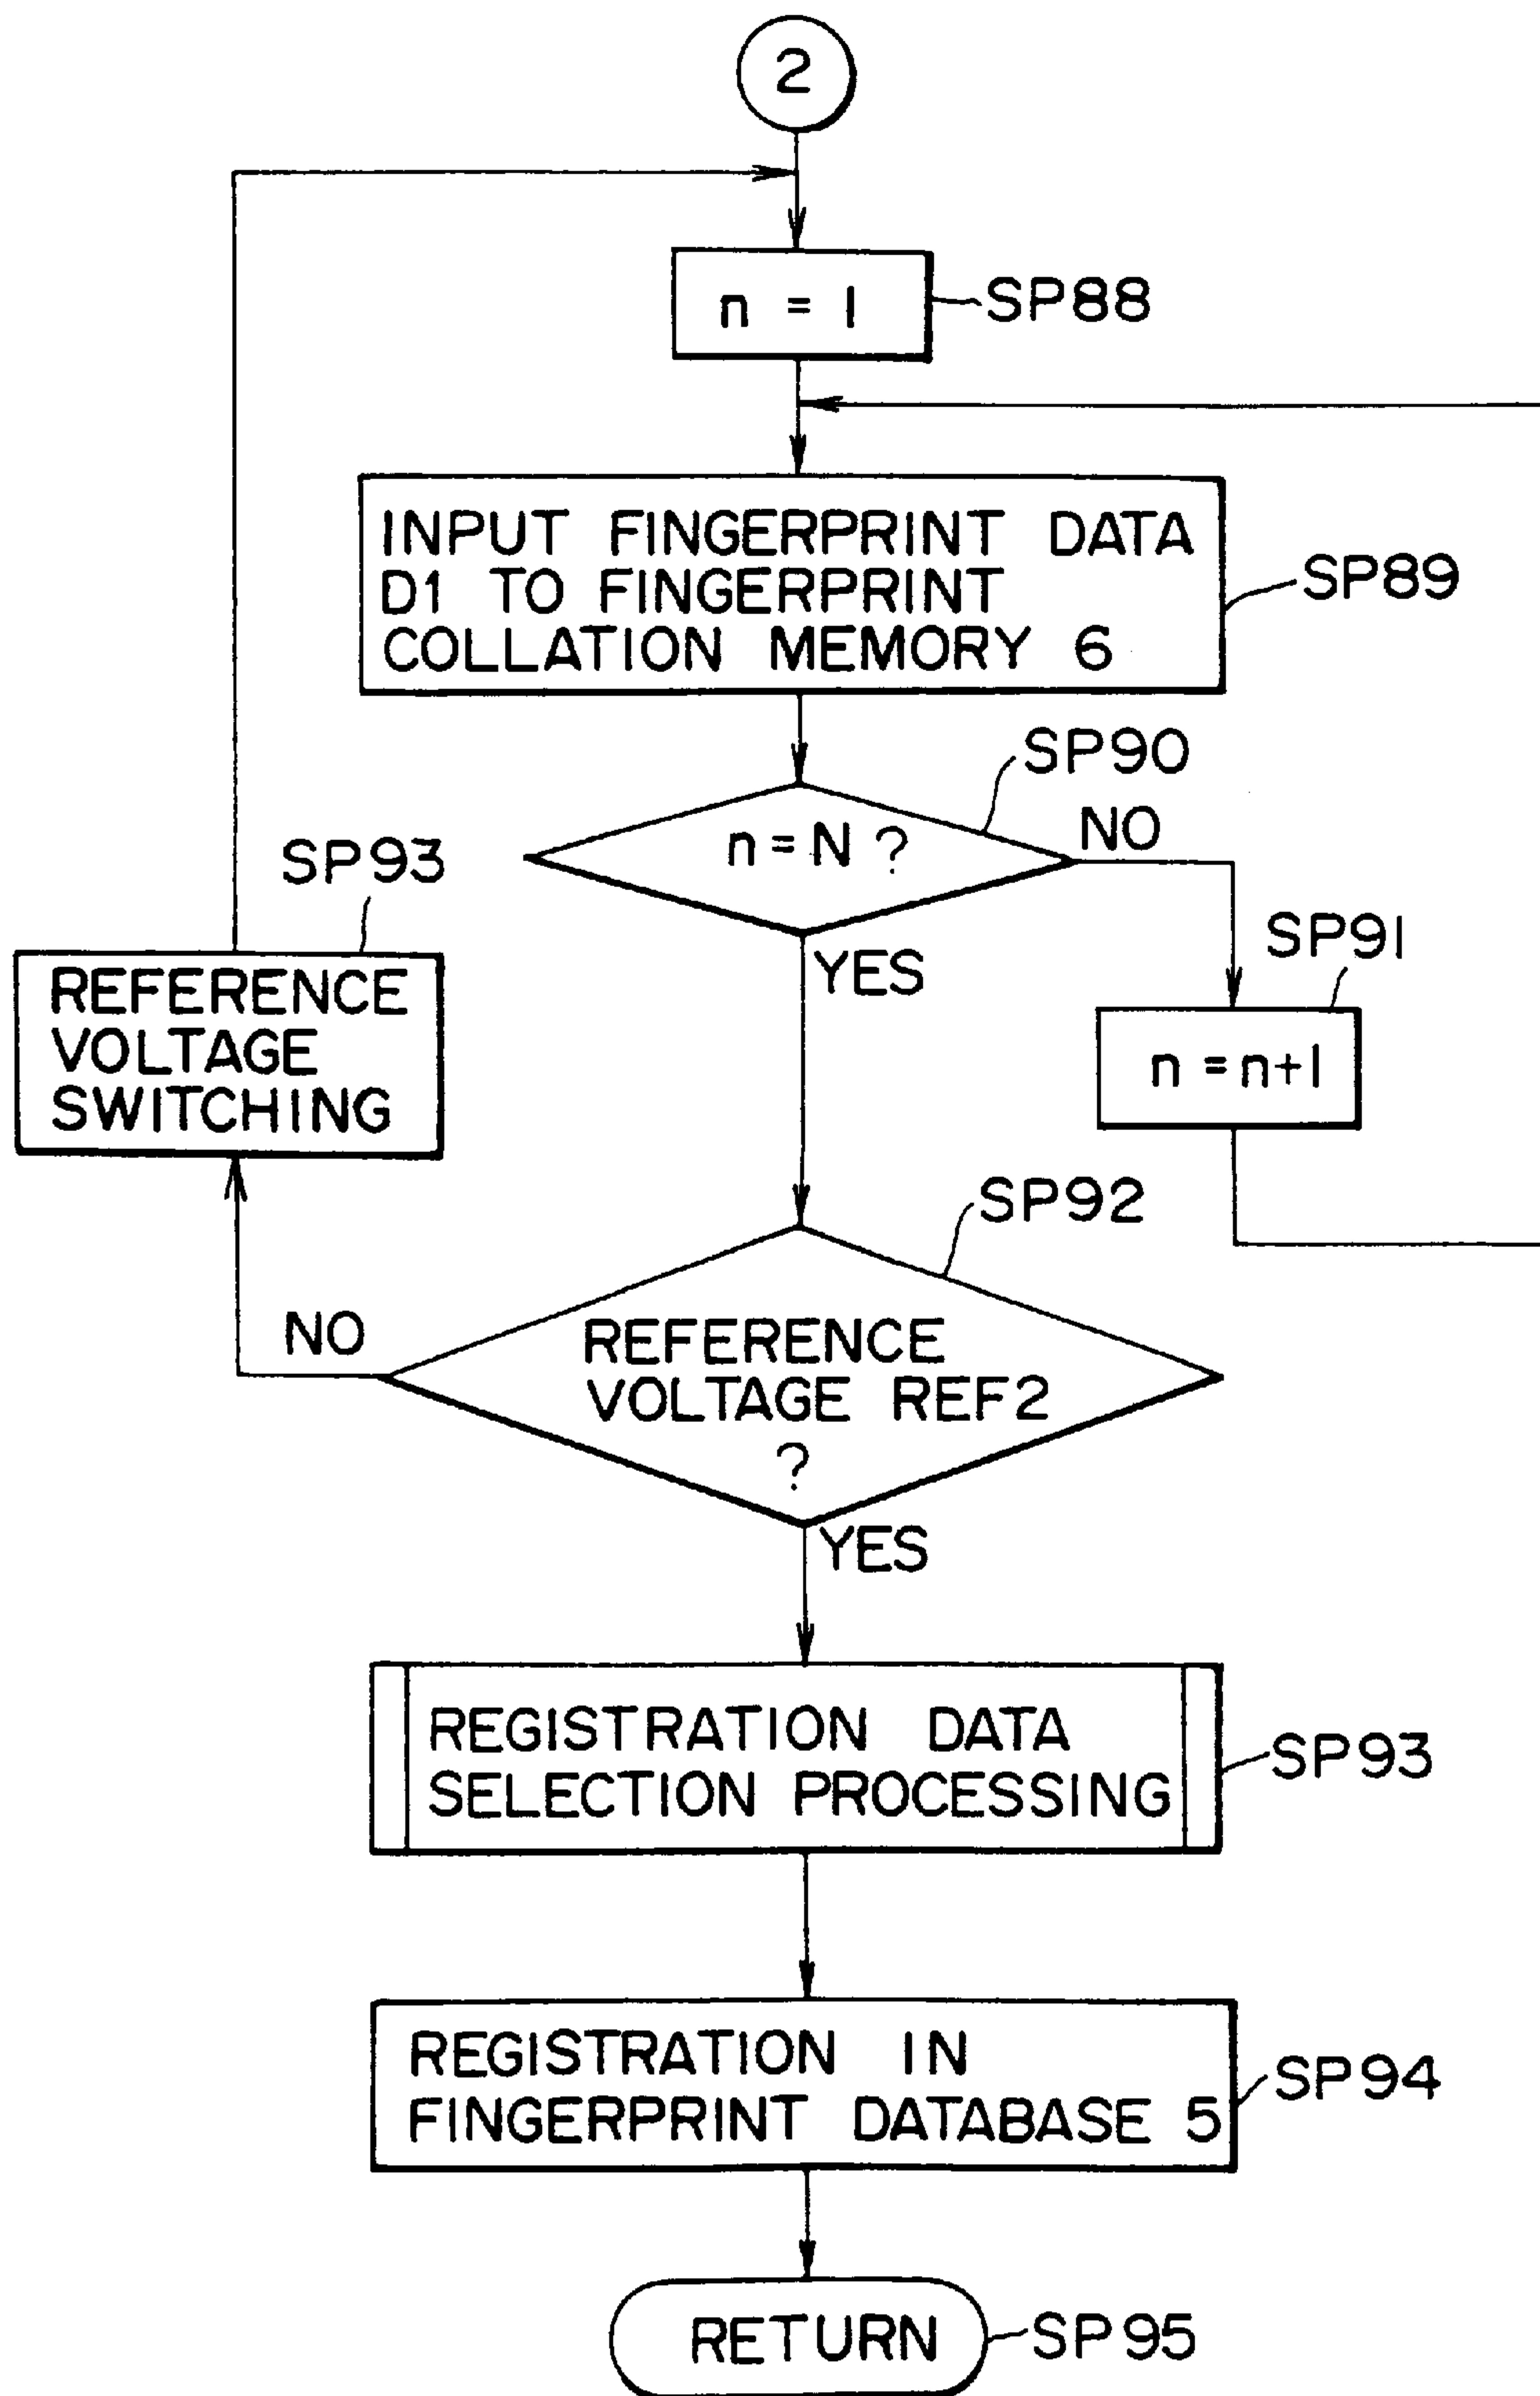 2
n = 1
SP88
INPUT FINGERPRINT DATA
D1 TO FINGERPRINT
COLLATION MEMORY 6
SP89
SP90
n = N ?
NO
YES
SP93
REFERENCE
VOLTAGE
SWITCHING
SP91
n = n+1
SP92
NO
REFERENCE
VOLTAGE REF2
?
YES
REGISTRATION DATA
SELECTION PROCESSING
SP93
REGISTRATION IN
FINGERPRINT DATABASE 5
SP94
RETURN
SP95